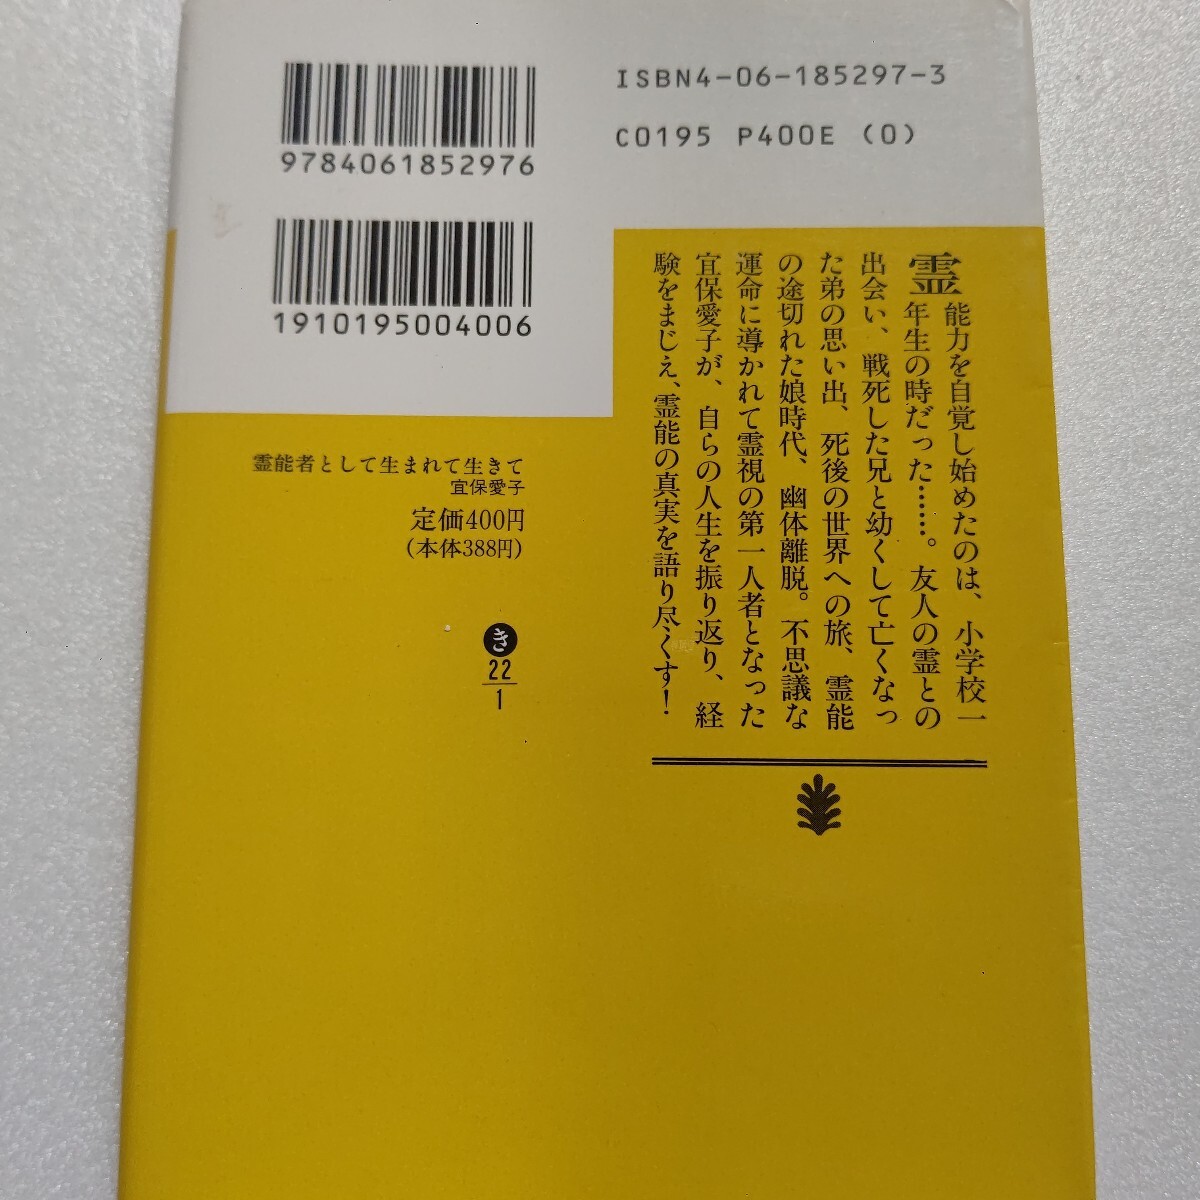 ISBN4-06-185297-3
C0195 P400E (0)
9784061852976
1910195004006
霊能力を自覚し始めたのは、小学校一
年生の時だった……。友人の霊との
出会い、戦死した兄と幼くして亡くなっ
た弟の思い出、死後の世界への旅、霊能
の途切れた娘時代、幽体離脱。不思議な
運命に導かれて霊視の第一人者となった
宜保愛子が、自らの人生を振り返り、経
験をまじえ、霊能の真実を語り尽くす!
霊能者として生まれて生きて
宜保愛子
定価400円
(本体388円)
き
22
1